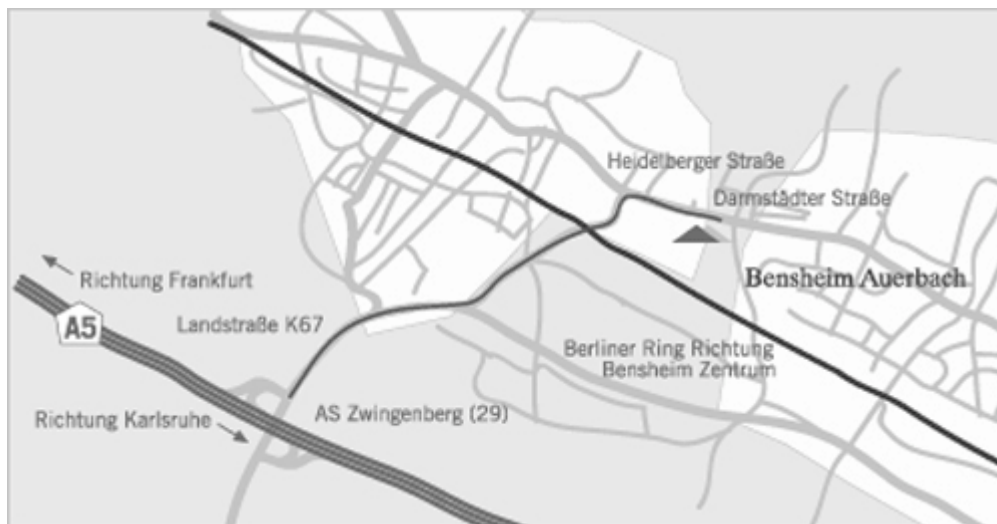 Heidelberger Straße
Darmstädter Straße
Richtung Frankfurt
Bensheim Auerbach
A5
Landstraße K67
Berliner Ring Richtung
Bensheim Zentrum
Richtung Karlsruhe
AS Zwingenberg (29)